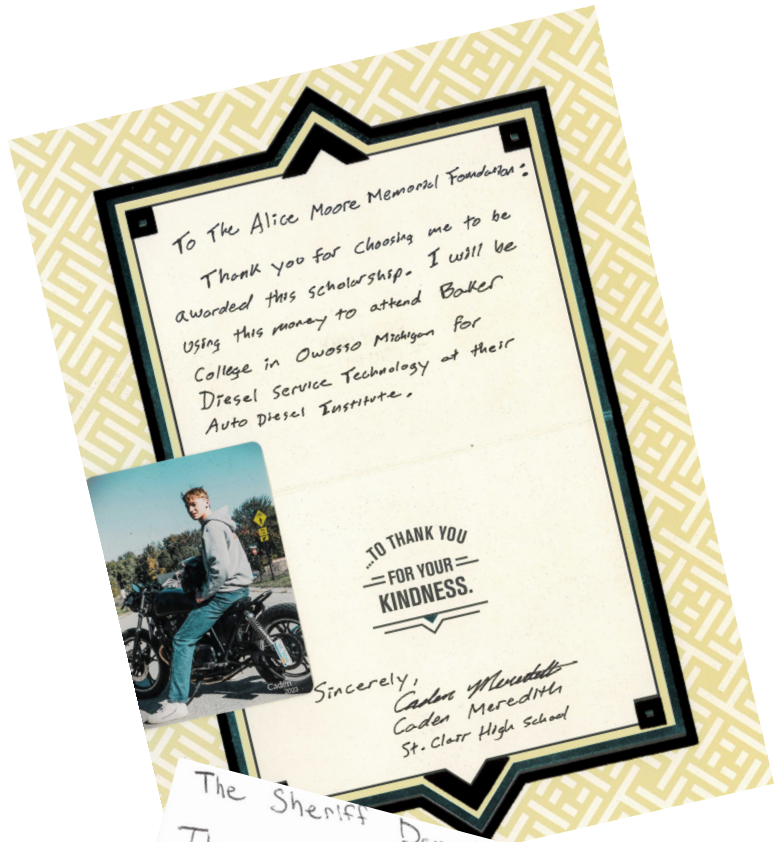 To The Alice Moore Memorial Foundation:
Thank you for choosing me to be
awarded this scholarship. I will be
using this money to attend Baker
College in Owosso Michigan for
Diesel Service Technology at their
Auto Diesel Institute.
...TO THANK YOU
FOR YOUR
KINDNESS.
Sincerely,
Caden Meredith
Caden Meredith
St. Clair High School
Caden
2023
The Sheriff